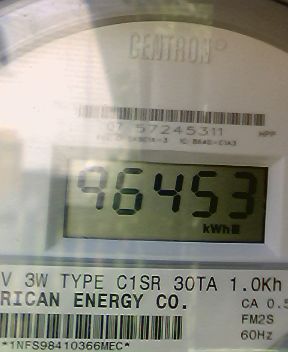 CENTRON®
07 57245311
HPP
96453
kWh
V 3W TYPE C1SR 30TA 1.0Kh
RICAN ENERGY CO.
CA 0.5
FM2S
60Hz
*1NFS98410366MEC*